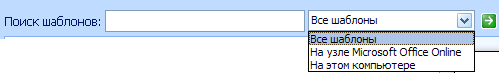 Поиск шаблонов: Все шаблоны
Все шаблоны
На узле Microsoft Office Online
На этом компьютере